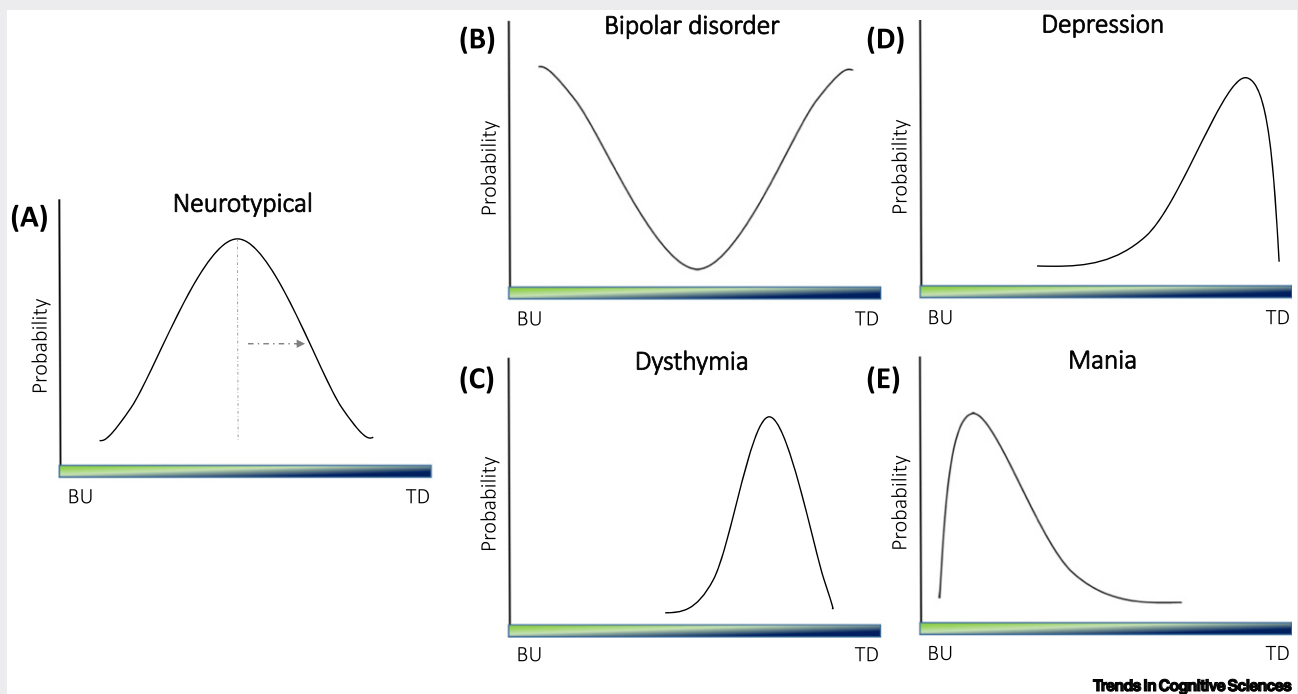 (A)
Neurotypical
Probability
BU TD
(B)
Bipolar disorder
Probability
BU TD
(C)
Dysthymia
Probability
BU TD
(D)
Depression
Probability
BU TD
(E)
Mania
Probability
BU TD
Trends in Cognitive Sciences